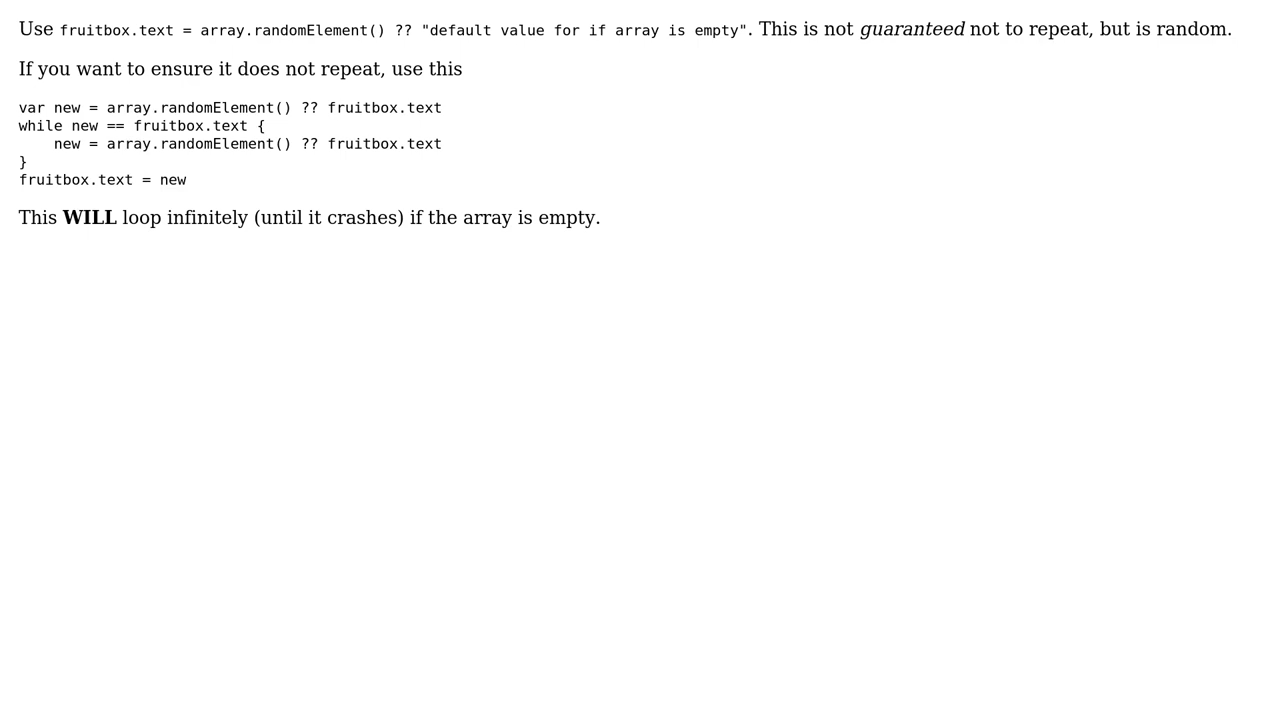 Use fruitbox.text = array.randomElement() ?? "default value for if array is empty". This is not guaranteed not to repeat, but is random.
If you want to ensure it does not repeat, use this
var new = array.randomElement() ?? fruitbox.text
while new == fruitbox.text {
    new = array.randomElement() ?? fruitbox.text
}
fruitbox.text = new
This WILL loop infinitely (until it crashes) if the array is empty.